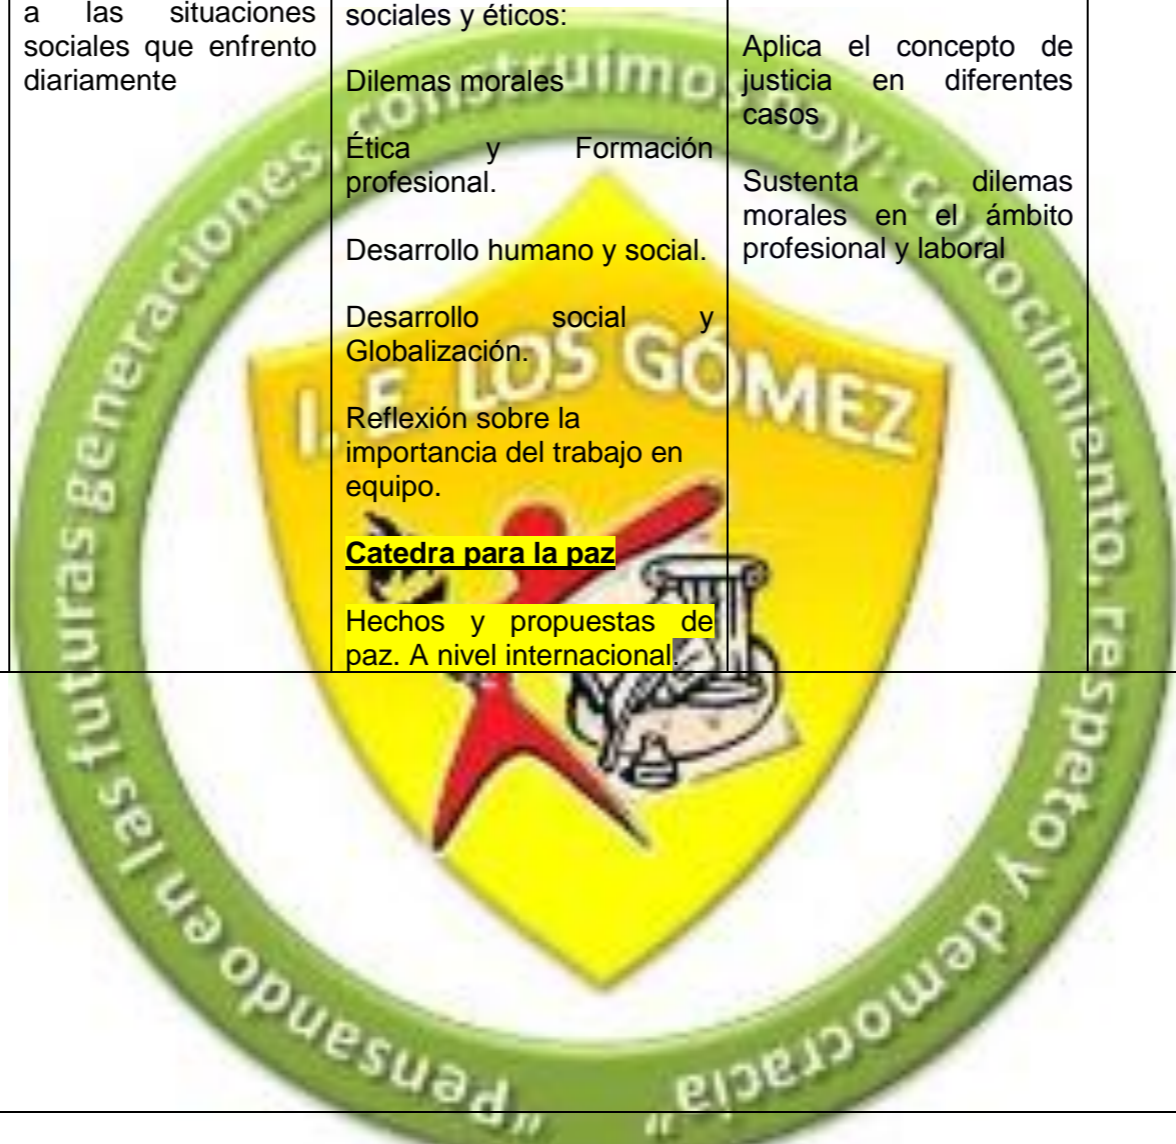 a las situaciones
sociales que enfrento
diariamente
sociales y éticos:
Dilemas morales
Ética y Formación
profesional.
Desarrollo humano y social.
Desarrollo social y
Globalización.
Reflexión sobre la
importancia del trabajo en
equipo.
Catedra para la paz
Hechos y propuestas de
paz. A nivel internacional.
Aplica el concepto de
justicia en diferentes
casos
Sustenta dilemas
morales en el ámbito
profesional y laboral
I. E. LOS GÓMEZ
"Pensando en las futuras generaciones, construimos hoy: conocimiento, respeto y democracia"